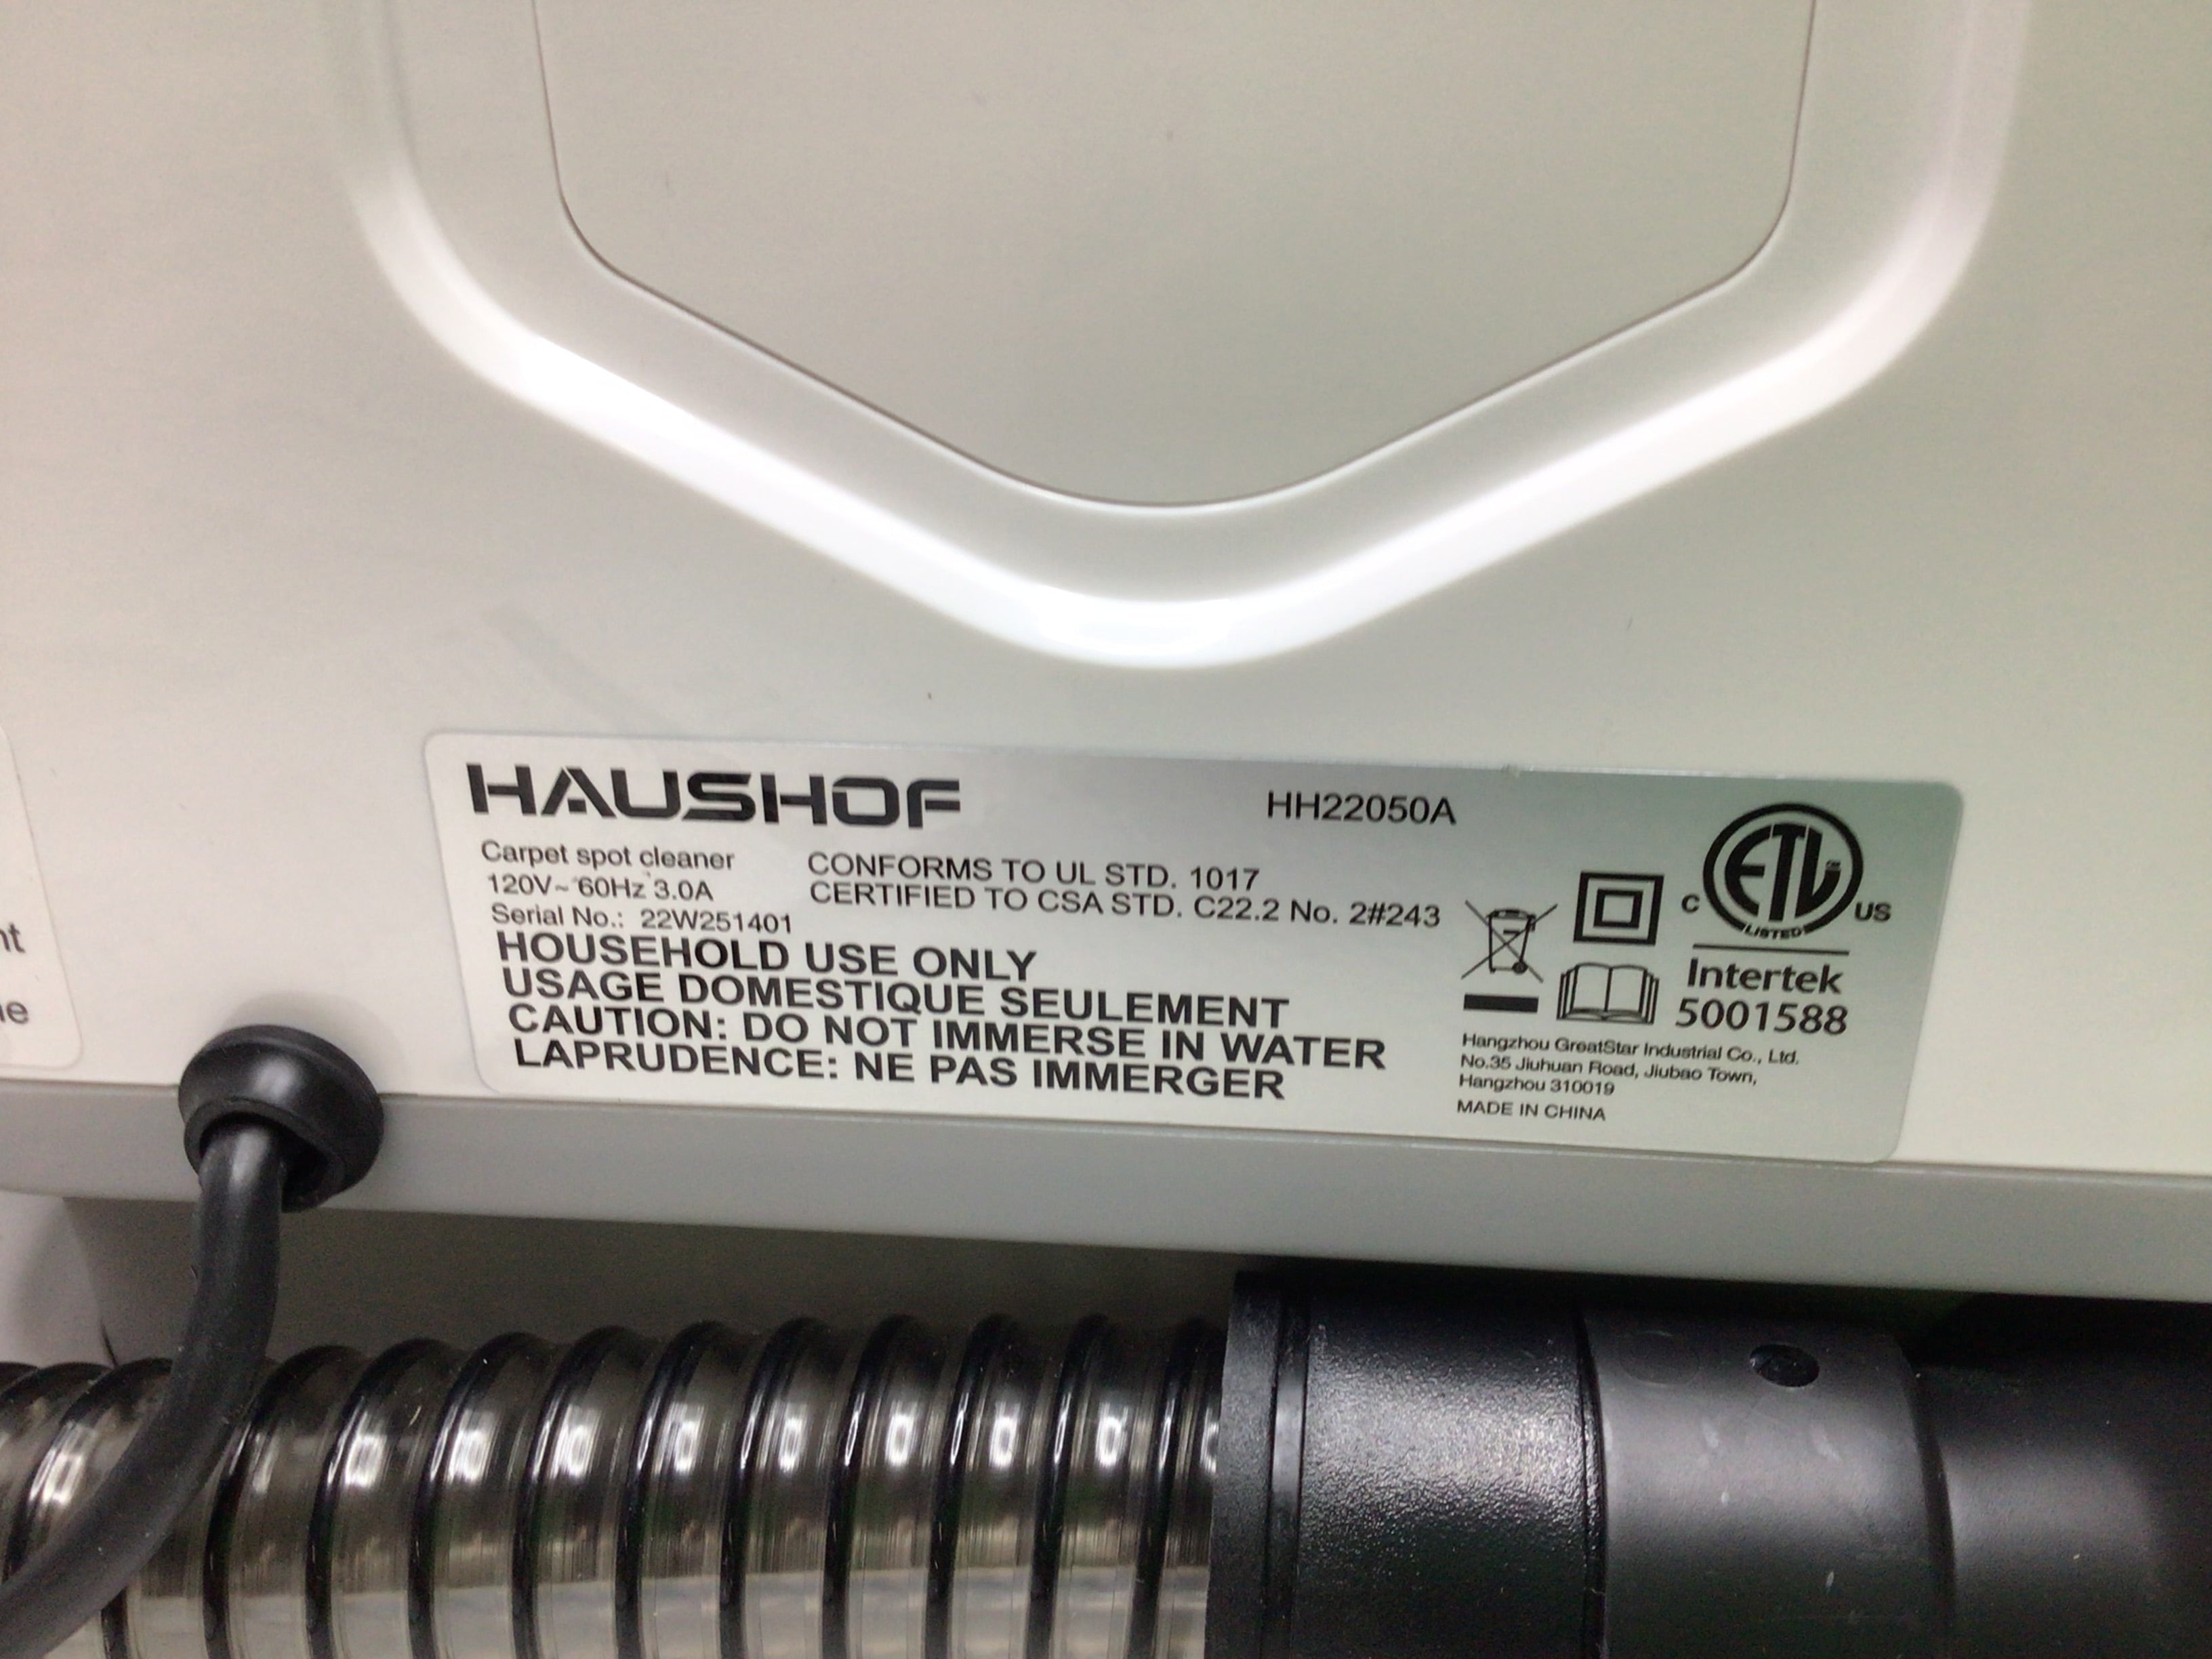 HAUSHOF
HH22050A
Carpet spot cleaner
120V~ 60Hz 3.0A
Serial No.: 22W251401
CONFORMS TO UL STD. 1017
CERTIFIED TO CSA STD. C22.2 No. 2#243
HOUSEHOLD USE ONLY
USAGE DOMESTIQUE SEULEMENT
CAUTION: DO NOT IMMERSE IN WATER
LAPRUDENCE: NE PAS IMMERGER
C ETL US
LISTED
Intertek
5001588
Hangzhou GreatStar Industrial Co., Ltd.
No.35 Jiuhuan Road, Jiubao Town,
Hangzhou 310019
MADE IN CHINA